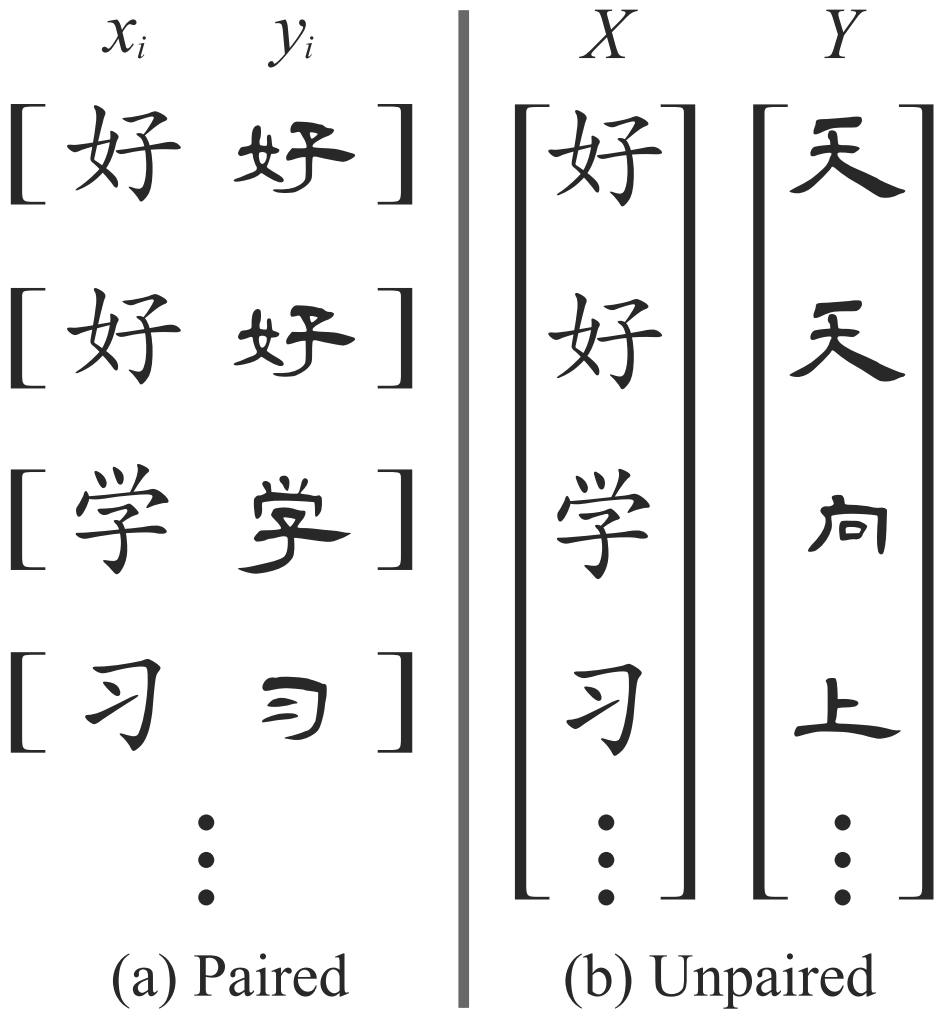 xᵢ yᵢ X Y
[ 好 好 ] 好 天
[ 好 好 ] 好 天
[ 学 学 ] 学 向
[ 习 习 ] 习 上
(a) Paired (b) Unpaired